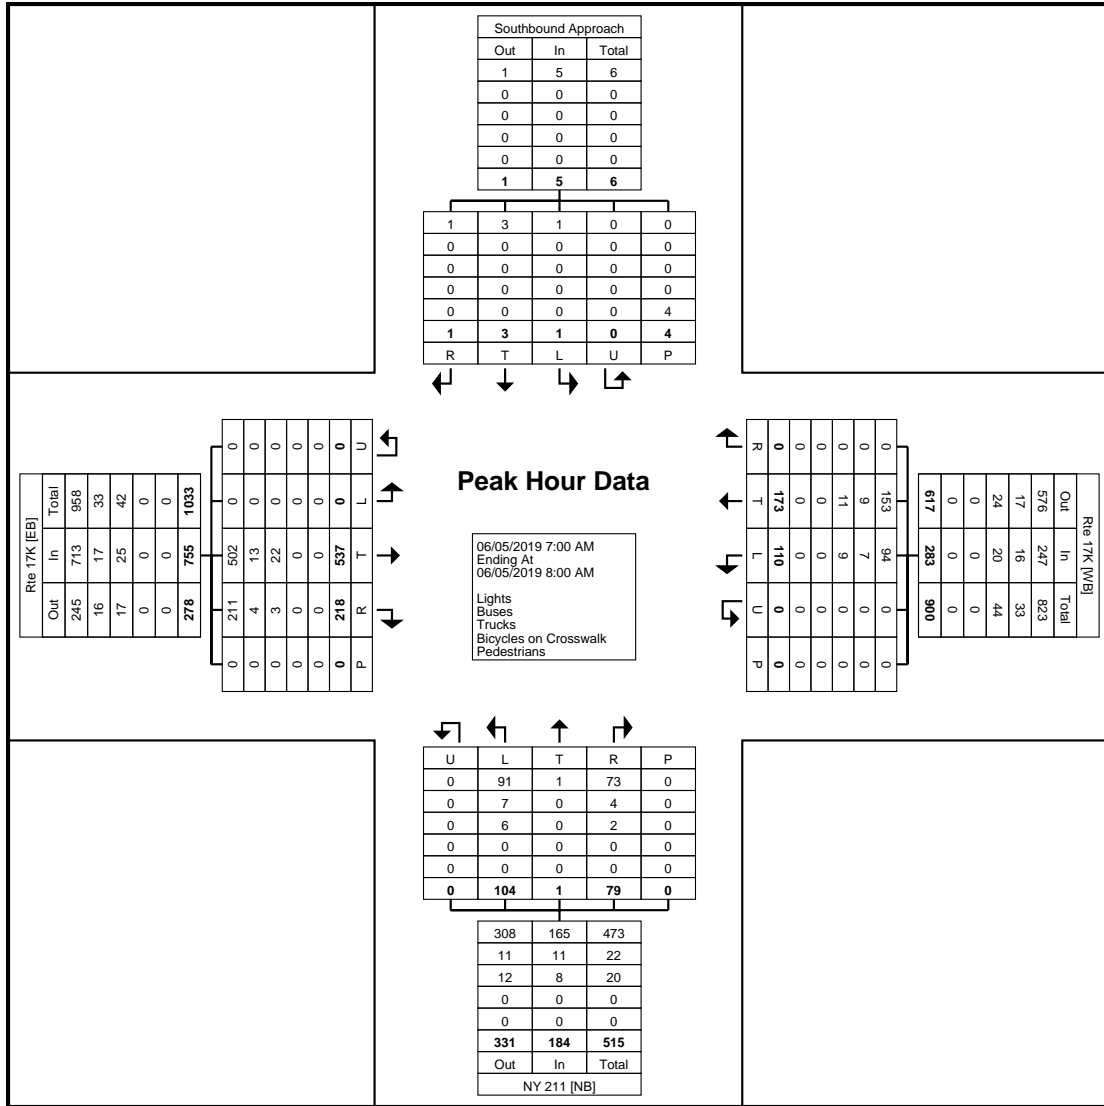 Southbound Approach
Out In Total
1 5 6
0 0 0
0 0 0
0 0 0
0 0 0
1 5 6
1 3 1 0 0
0 0 0 0 0
0 0 0 0 0
0 0 0 0 0
0 0 0 0 4
1 3 1 0 4
R T L U P
Rte 17K [EB]
Total 958 33 42 0 0 1033
In 713 17 25 0 0 755
Out 245 16 17 0 0 278
0 0 0 0 0 0 U
0 0 0 0 0 0 L
502 13 22 0 0 537 T
211 4 3 0 0 218 R
0 0 0 0 0 0 P
Peak Hour Data
06/05/2019 7:00 AM
Ending At
06/05/2019 8:00 AM
Lights
Buses
Trucks
Bicycles on Crosswalk
Pedestrians
R 0 0 0 0 0 0
T 173 0 0 11 9 153
L 110 0 0 9 7 94
U 0 0 0 0 0 0
P 0 0 0 0 0 0
617 0 0 24 17 576 Out
283 0 0 20 16 247 In
900 0 0 44 33 823 Total
Rte 17K [WB]
U L T R P
0 91 1 73 0
0 7 0 4 0
0 6 0 2 0
0 0 0 0 0
0 0 0 0 0
0 104 1 79 0
308 165 473
11 11 22
12 8 20
0 0 0
0 0 0
331 184 515
Out In Total
NY 211 [NB]